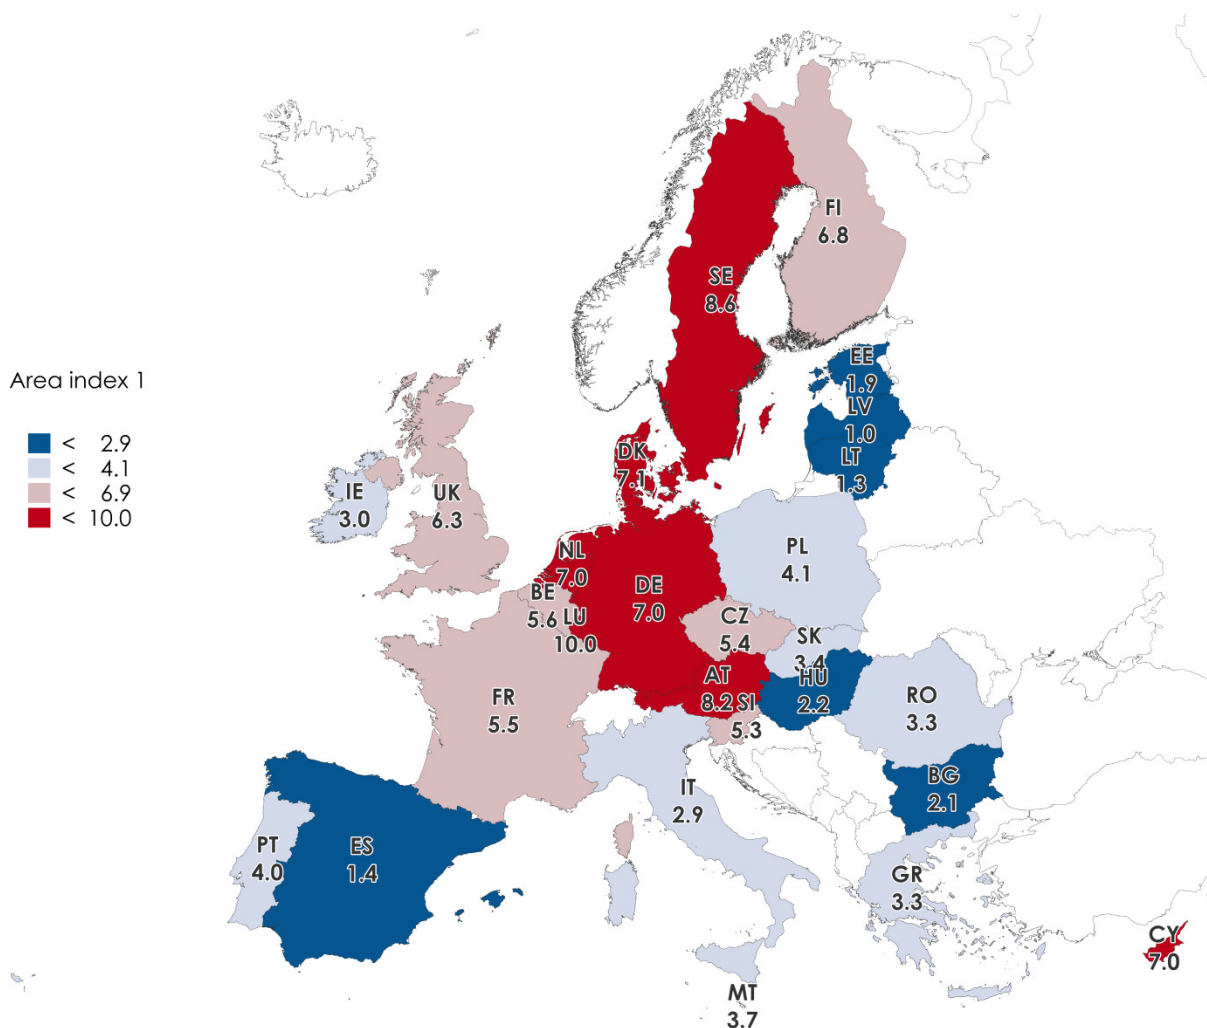 Area index 1
< 2.9
< 4.1
< 6.9
< 10.0
FI
6.8
SE
8.6
EE
1.9
LV
1.0
LT
1.3
DK
7.1
IE
3.0
UK
6.3
NL
7.0
BE
5.6
LU
10.0
DE
7.0
PL
4.1
CZ
5.4
SK
3.4
AT
8.2
SI
5.3
HU
2.2
RO
3.3
FR
5.5
BG
2.1
IT
2.9
PT
4.0
ES
1.4
GR
3.3
CY
7.0
MT
3.7